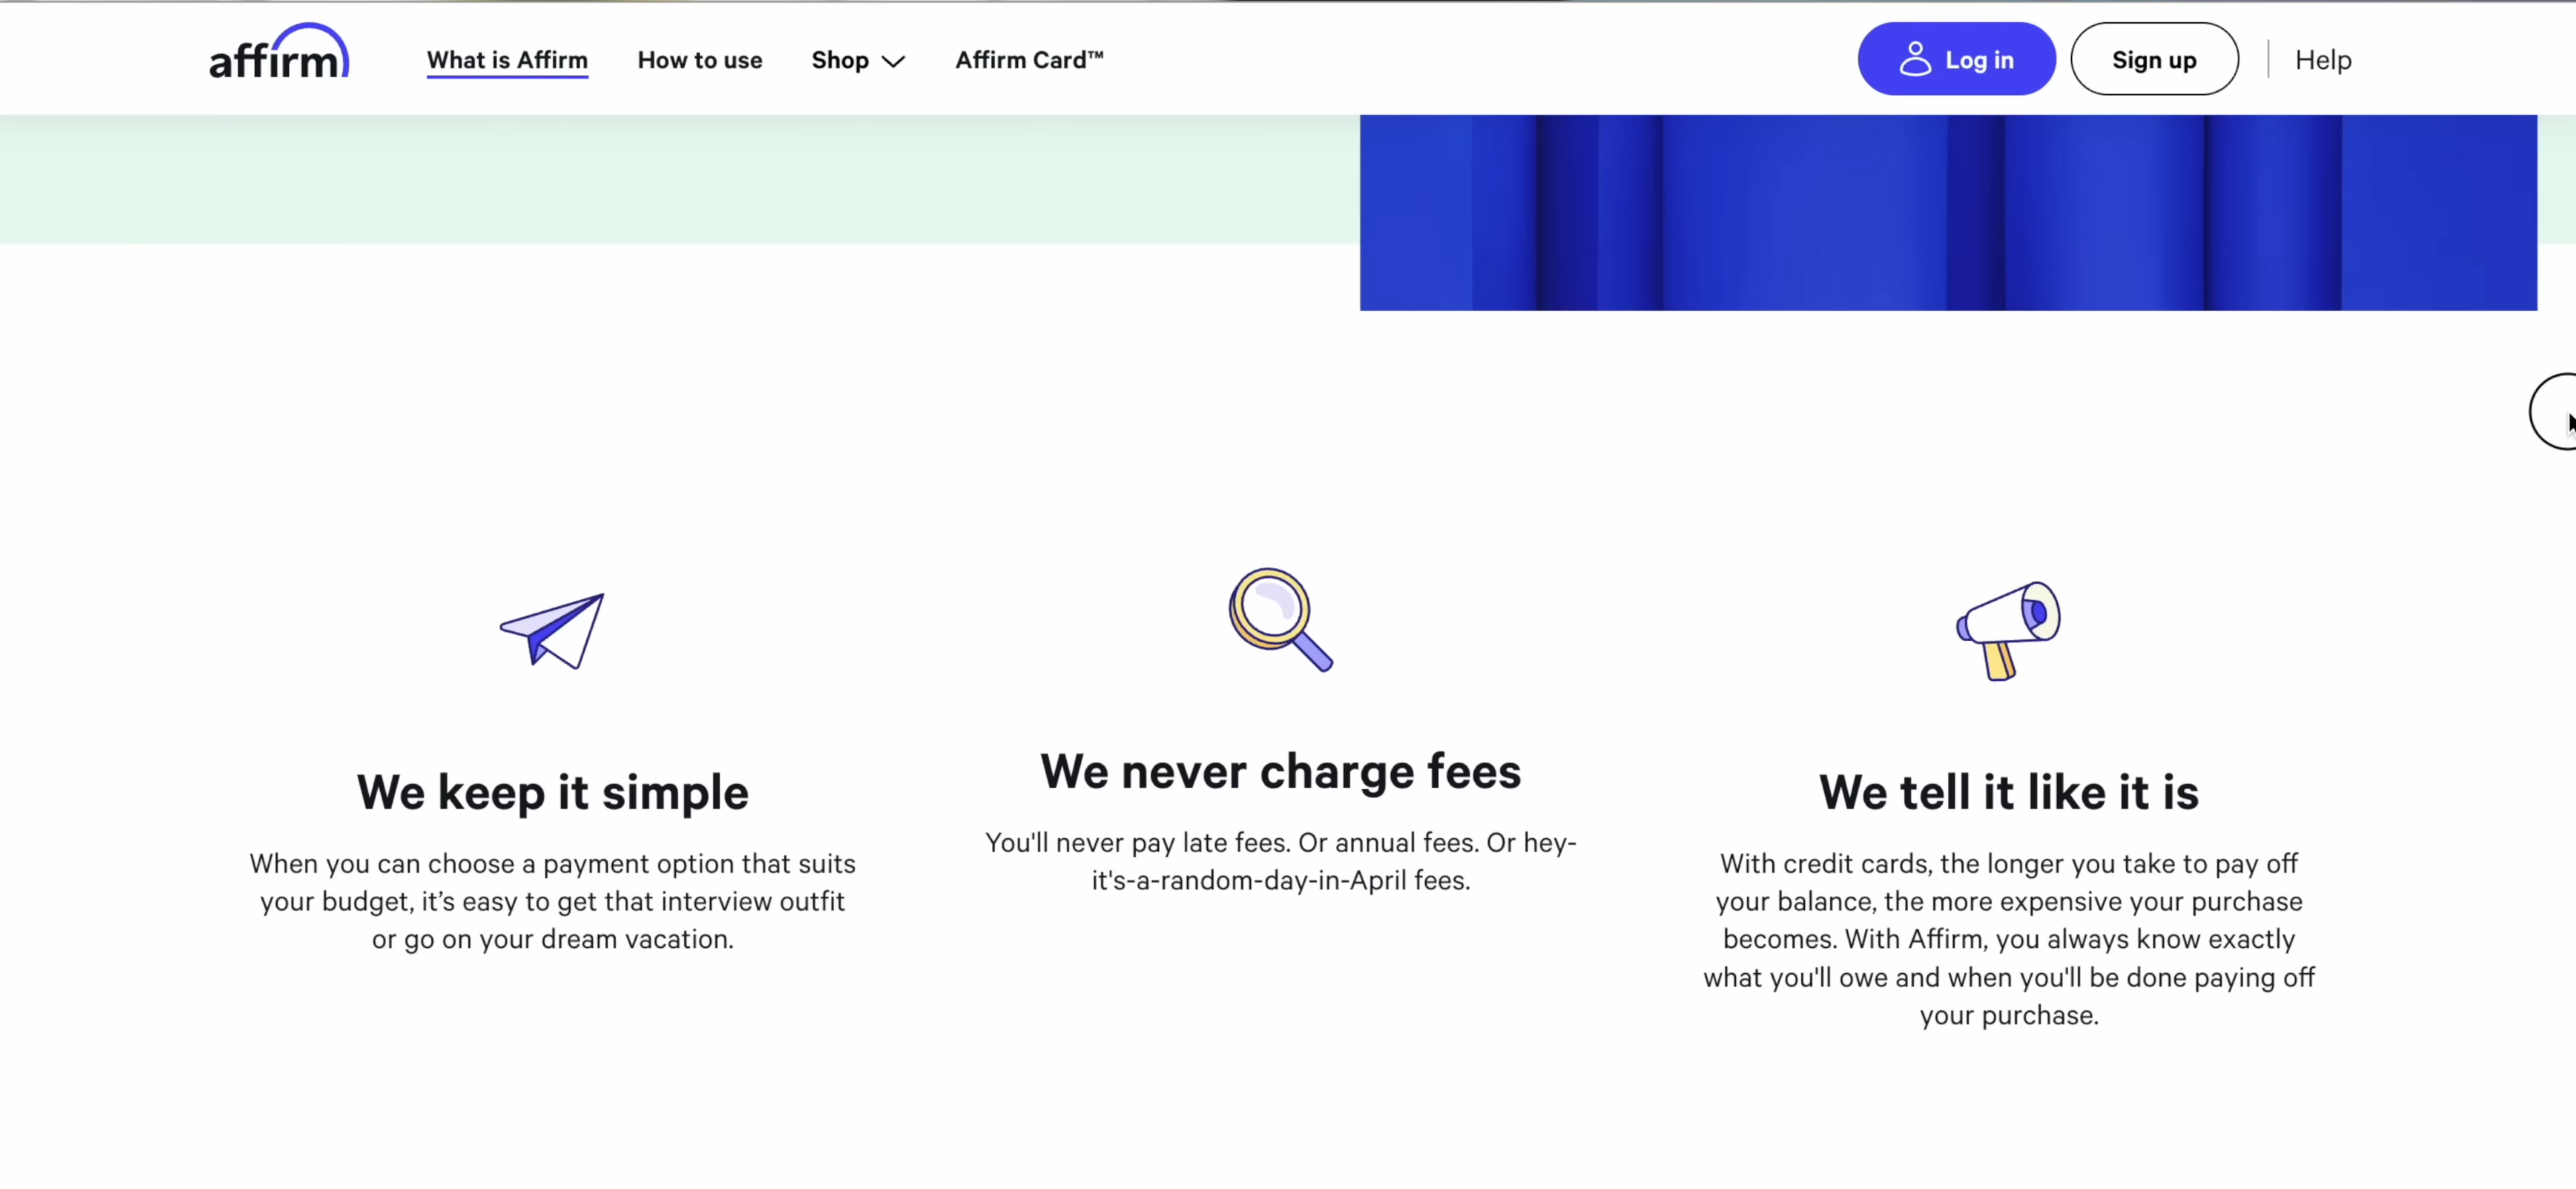 affirm
What is Affirm
How to use
Shop
Affirm Card™
Log in
Sign up
Help
We keep it simple
When you can choose a payment option that suits
your budget, it’s easy to get that interview outfit
or go on your dream vacation.
We never charge fees
You'll never pay late fees. Or annual fees. Or hey-
it's-a-random-day-in-April fees.
We tell it like it is
With credit cards, the longer you take to pay off
your balance, the more expensive your purchase
becomes. With Affirm, you always know exactly
what you'll owe and when you'll be done paying off
your purchase.